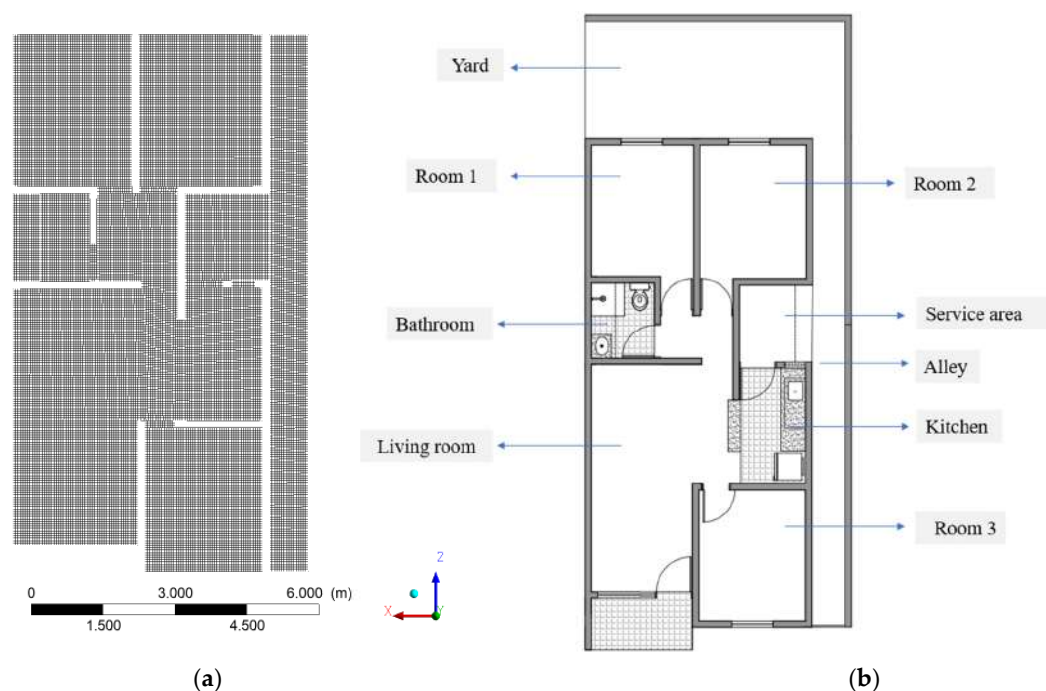 Yard
Room 1
Room 2
Bathroom
Service area
Alley
Living room
Kitchen
Room 3
0 3.000 6.000 (m)
1.500 4.500
Z
X
Y
(a) (b)